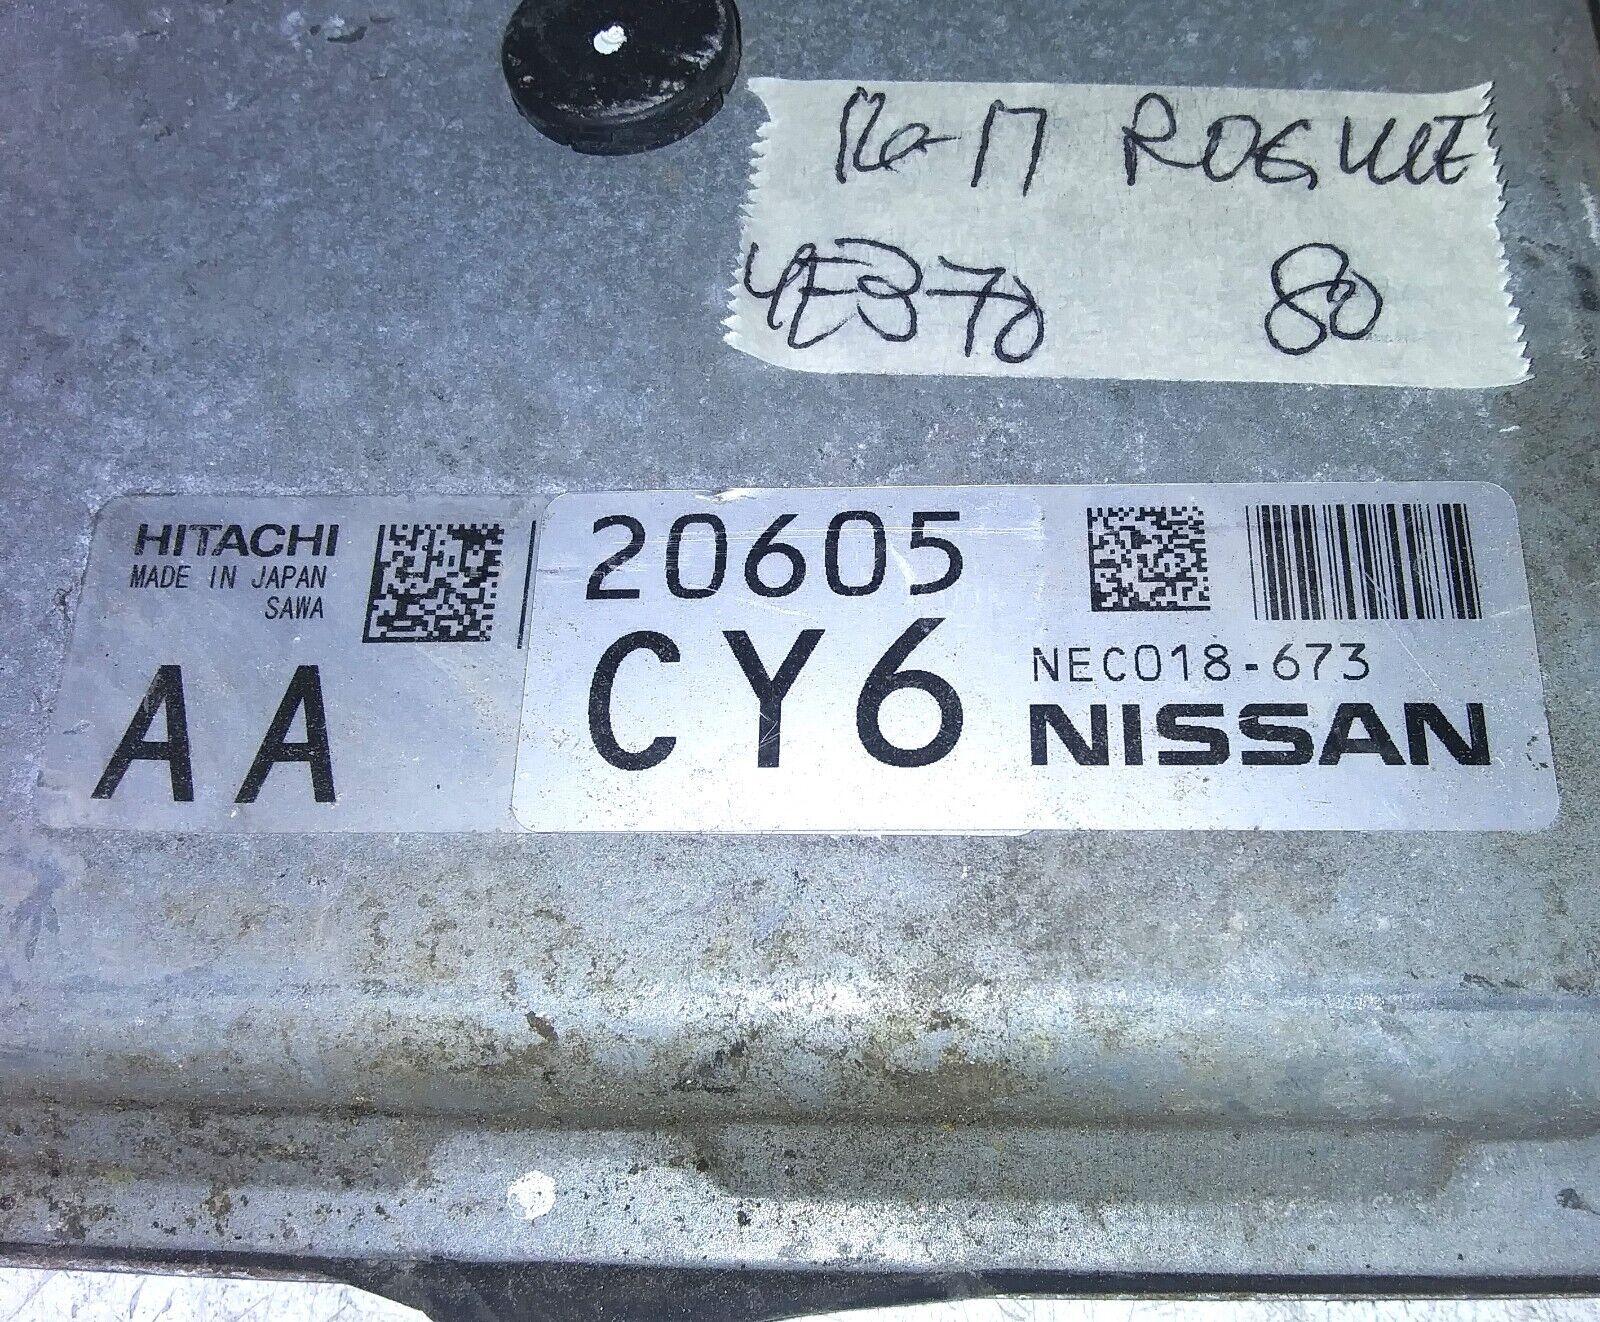 16-17 ROGUE
4E370 80
HITACHI
MADE IN JAPAN
SAWA
AA
20605
CY6
NEC018-673
NISSAN